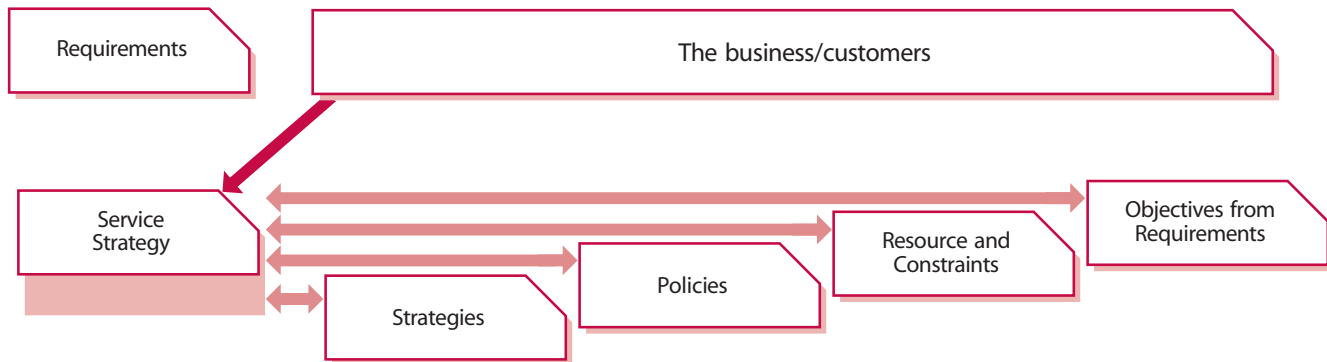 Requirements
The business/customers
Service
Strategy
Objectives from
Requirements
Resource and
Constraints
Policies
Strategies